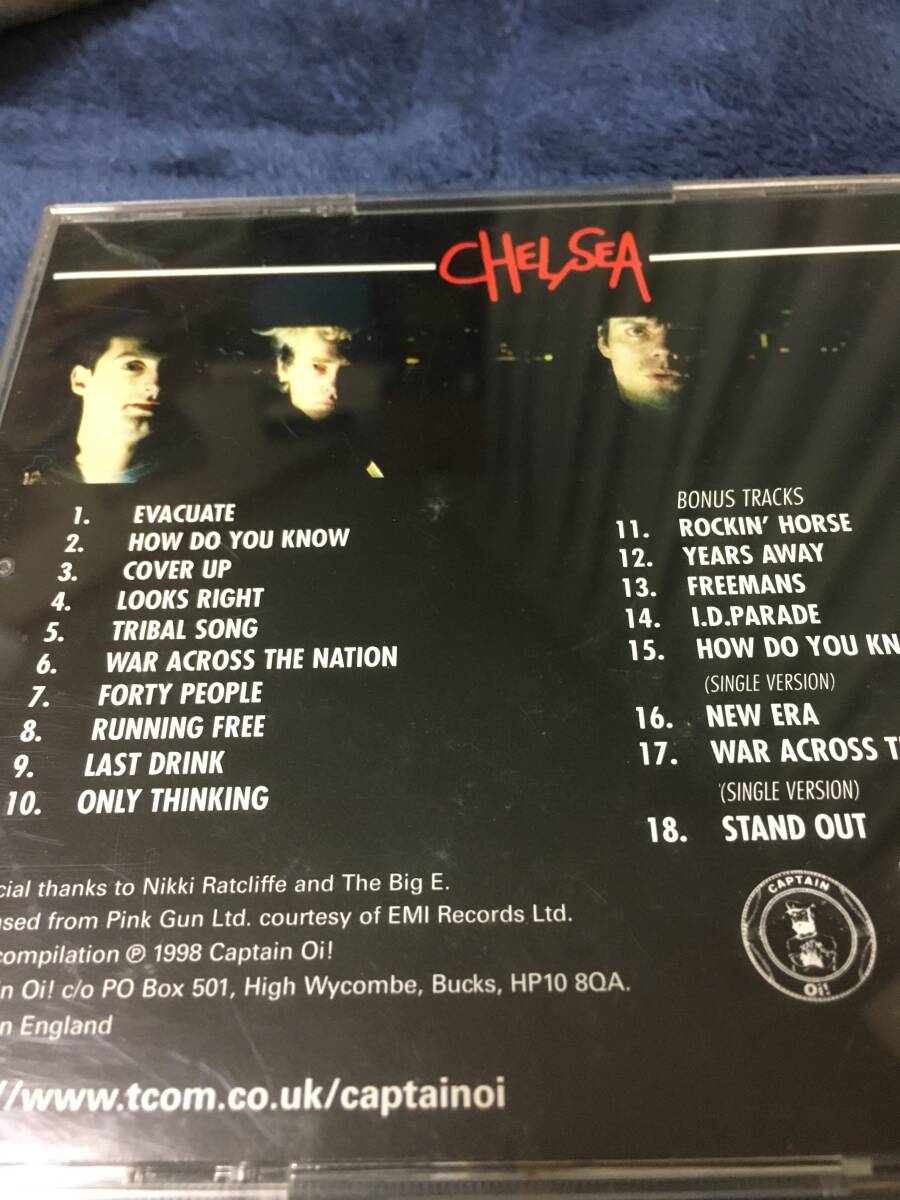 CHELSEA
1. EVACUATE
2. HOW DO YOU KNOW
3. COVER UP
4. LOOKS RIGHT
5. TRIBAL SONG
6. WAR ACROSS THE NATION
7. FORTY PEOPLE
8. RUNNING FREE
9. LAST DRINK
10. ONLY THINKING
BONUS TRACKS
11. ROCKIN' HORSE
12. YEARS AWAY
13. FREEMANS
14. I.D.PARADE
15. HOW DO YOU KN
(SINGLE VERSION)
16. NEW ERA
17. WAR ACROSS T
(SINGLE VERSION)
18. STAND OUT
cial thanks to Nikki Ratcliffe and The Big E.
nsed from Pink Gun Ltd. courtesy of EMI Records Ltd.
compilation ℗ 1998 Captain Oi!
n Oi! c/o PO Box 501, High Wycombe, Bucks, HP10 8QA.
n England
//www.tcom.co.uk/captainoi
CAPTAIN
Oi!